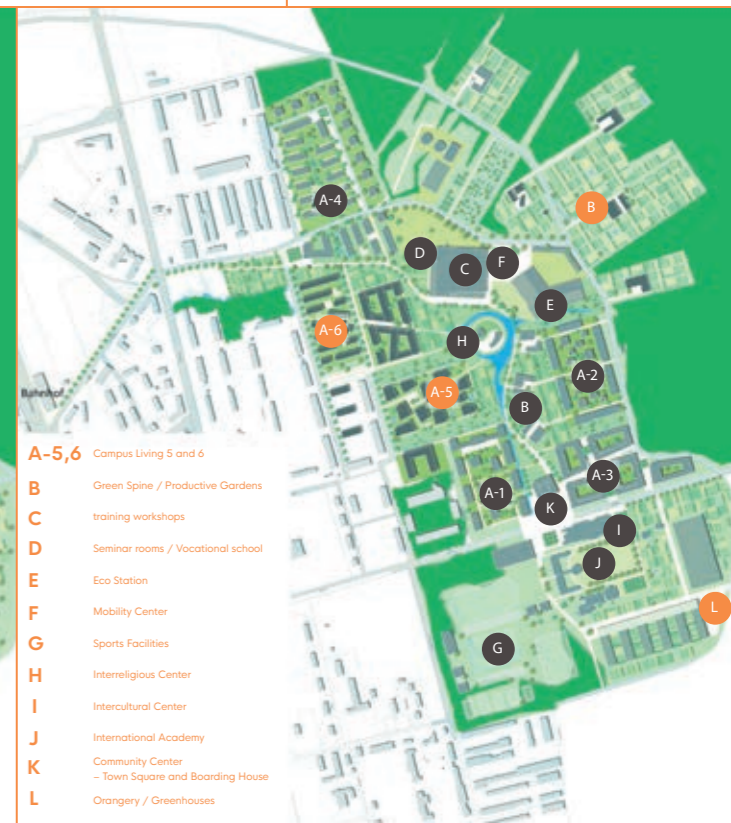 A-4
B
D
C
F
E
A-6
H
A-2
A-5
Bahnhof
B
A-3
A-1
K
I
J
L
G
A-5,6 Campus Living 5 and 6
B Green Spine / Productive Gardens
C training workshops
D Seminar rooms / Vocational school
E Eco Station
F Mobility Center
G Sports Facilities
H Interreligious Center
I Intercultural Center
J International Academy
K Community Center
– Town Square and Boarding House
L Orangery / Greenhouses